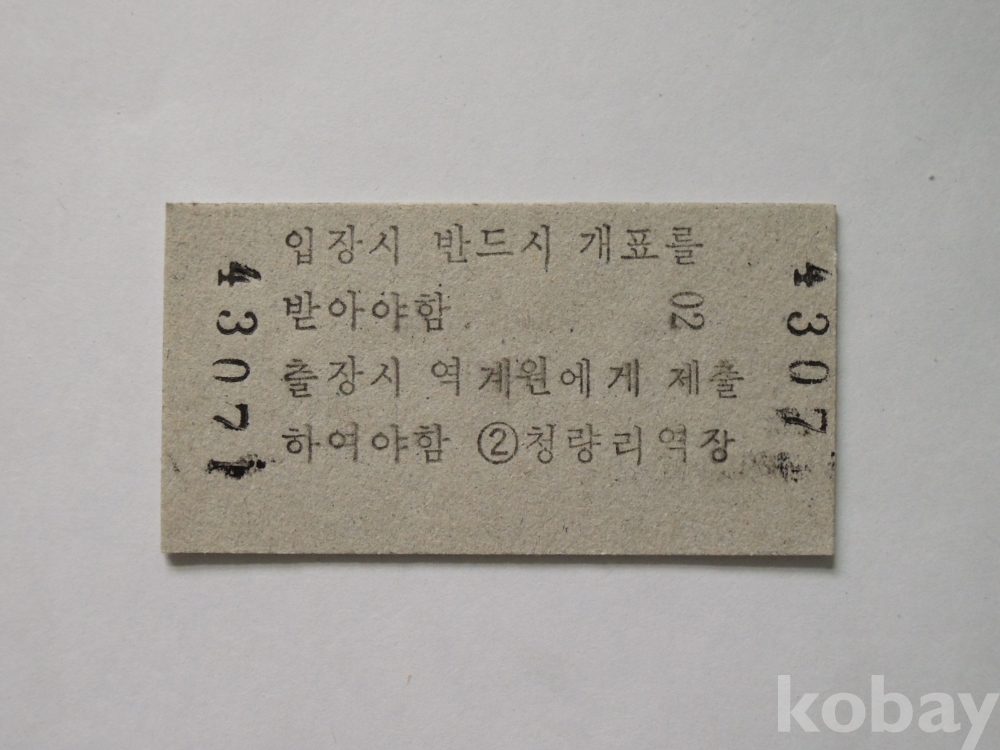 입장시 반드시 개표를
받아야함 02
출장시 역계원에게 제출
하여야함 ②청량리역장
4307
4307
kobay